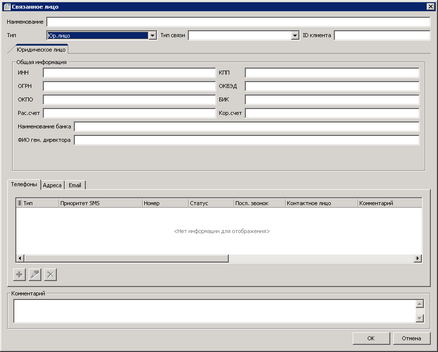 Связанное лицо
Наименование
Тип Юр.лицо Тип связи ID клиента
Юридическое лицо
Общая информация
ИНН КПП
ОГРН ОКВЭД
ОКПО БИК
Рас.счет Кор.счет
Наименование банка
ФИО ген. директора
Телефоны Адреса Email
Тип Приоритет SMS Номер Статус Посл. звонок Контактное лицо Комментарий
<Нет информации для отображения>
Комментарий
ОК Отмена